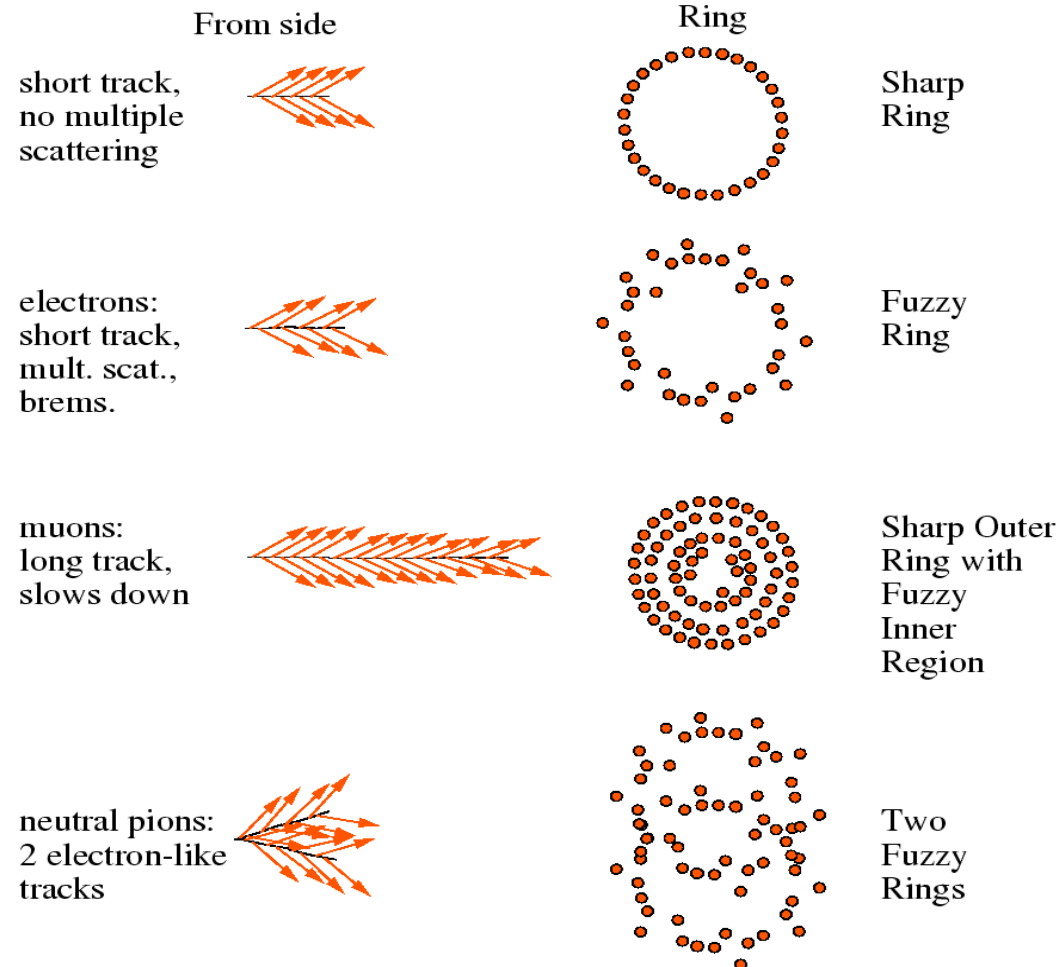 From side
Ring
short track,
no multiple
scattering
Sharp
Ring
electrons:
short track,
mult. scat.,
brems.
Fuzzy
Ring
muons:
long track,
slows down
Sharp Outer
Ring with
Fuzzy
Inner
Region
neutral pions:
2 electron-like
tracks
Two
Fuzzy
Rings